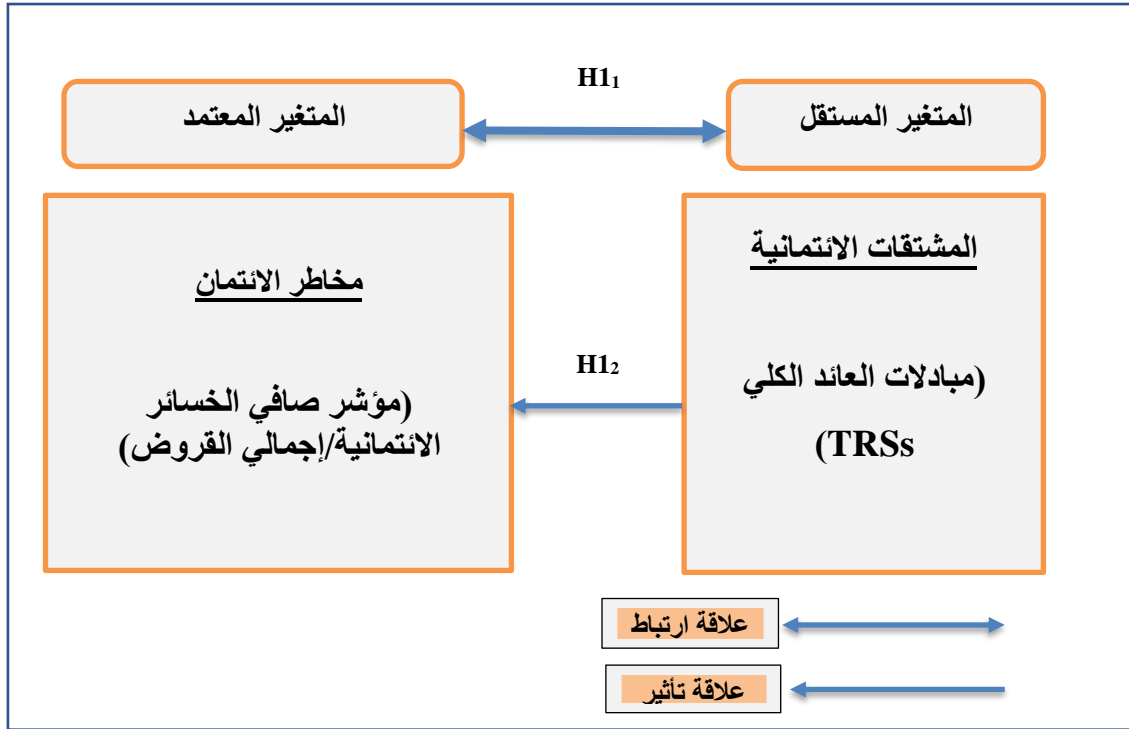 H1₁
المتغير المستقل
المتغير المعتمد
المشتقات الائتمانية
(مبادلات العائد الكلي
TRSs)
H1₂
مخاطر الائتمان
(مؤشر صافي الخسائر
الائتمانية/إجمالي القروض)
علاقة ارتباط
علاقة تأثير